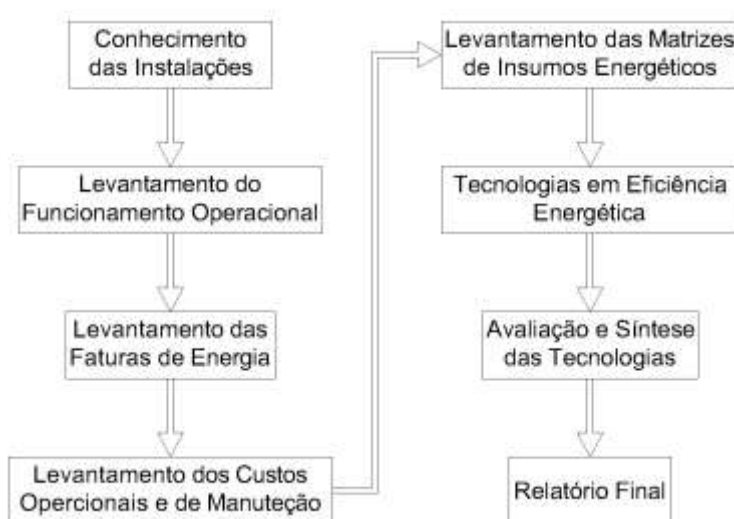 Conhecimento
das Instalações
Levantamento do
Funcionamento Operacional
Levantamento das
Faturas de Energia
Levantamento dos Custos
Opercionais e de Manuteção
Levantamento das Matrizes
de Insumos Energéticos
Tecnologias em Eficiência
Energética
Avaliação e Síntese
das Tecnologias
Relatório Final